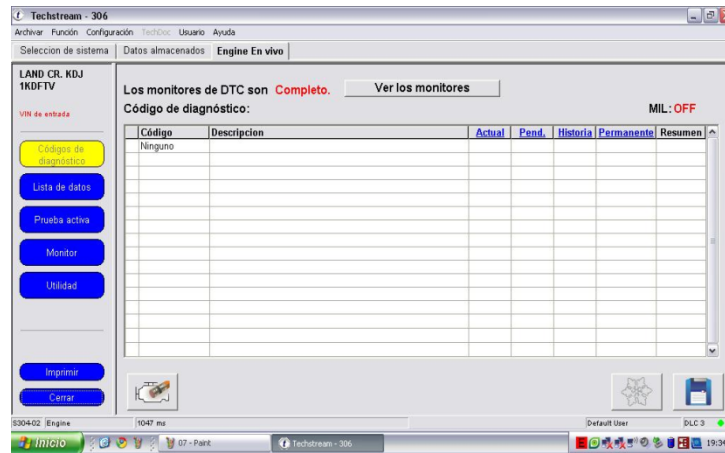 Techstream - 306
Archivar Función Configuración TechDoc Usuario Ayuda
Seleccion de sistema Datos almacenados Engine En vivo
LAND CR. KDJ
1KDFTV
VIN de entrada
Los monitores de DTC son Completo. Ver los monitores
Código de diagnóstico: MIL: OFF
Código Descripcion Actual Pend. Historia Permanente Resumen
Ninguno
Códigos de
diagnóstico
Lista de datos
Prueba activa
Monitor
Utilidad
Imprimir
Cerrar
S304-02 Engine 1047 ms Default User DLC 3
Inicio 07 - Paint Techstream - 306 19:34